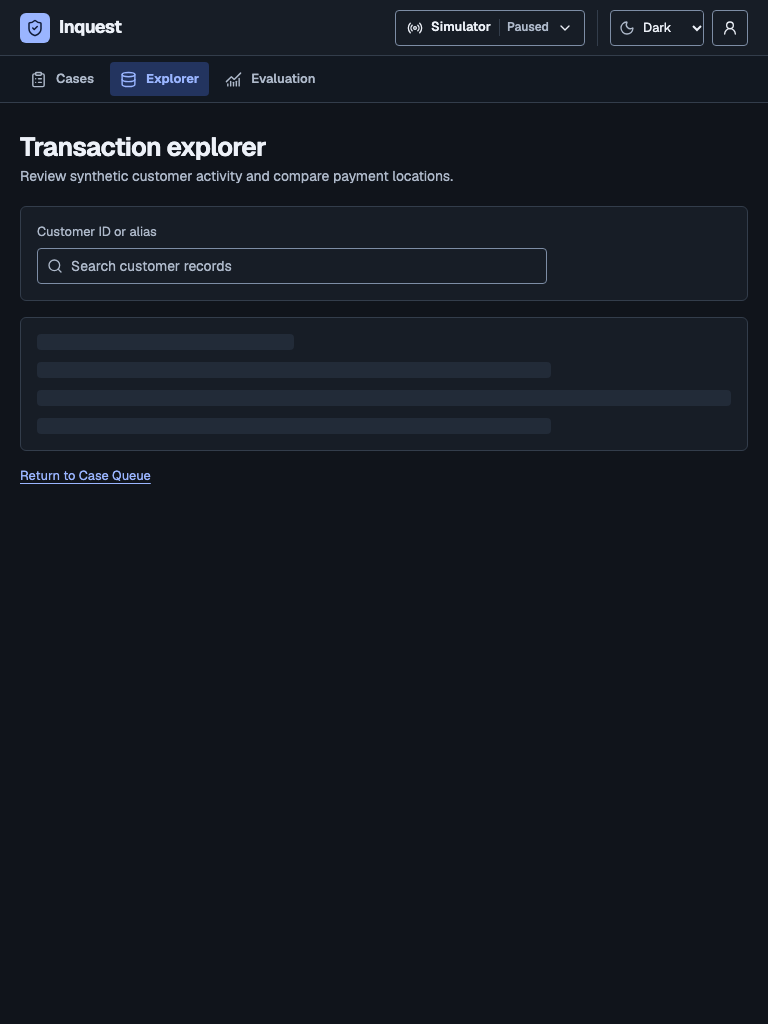 Inquest
Simulator Paused
Dark
Cases
Explorer
Evaluation
Transaction explorer
Review synthetic customer activity and compare payment locations.
Customer ID or alias
Search customer records
Return to Case Queue